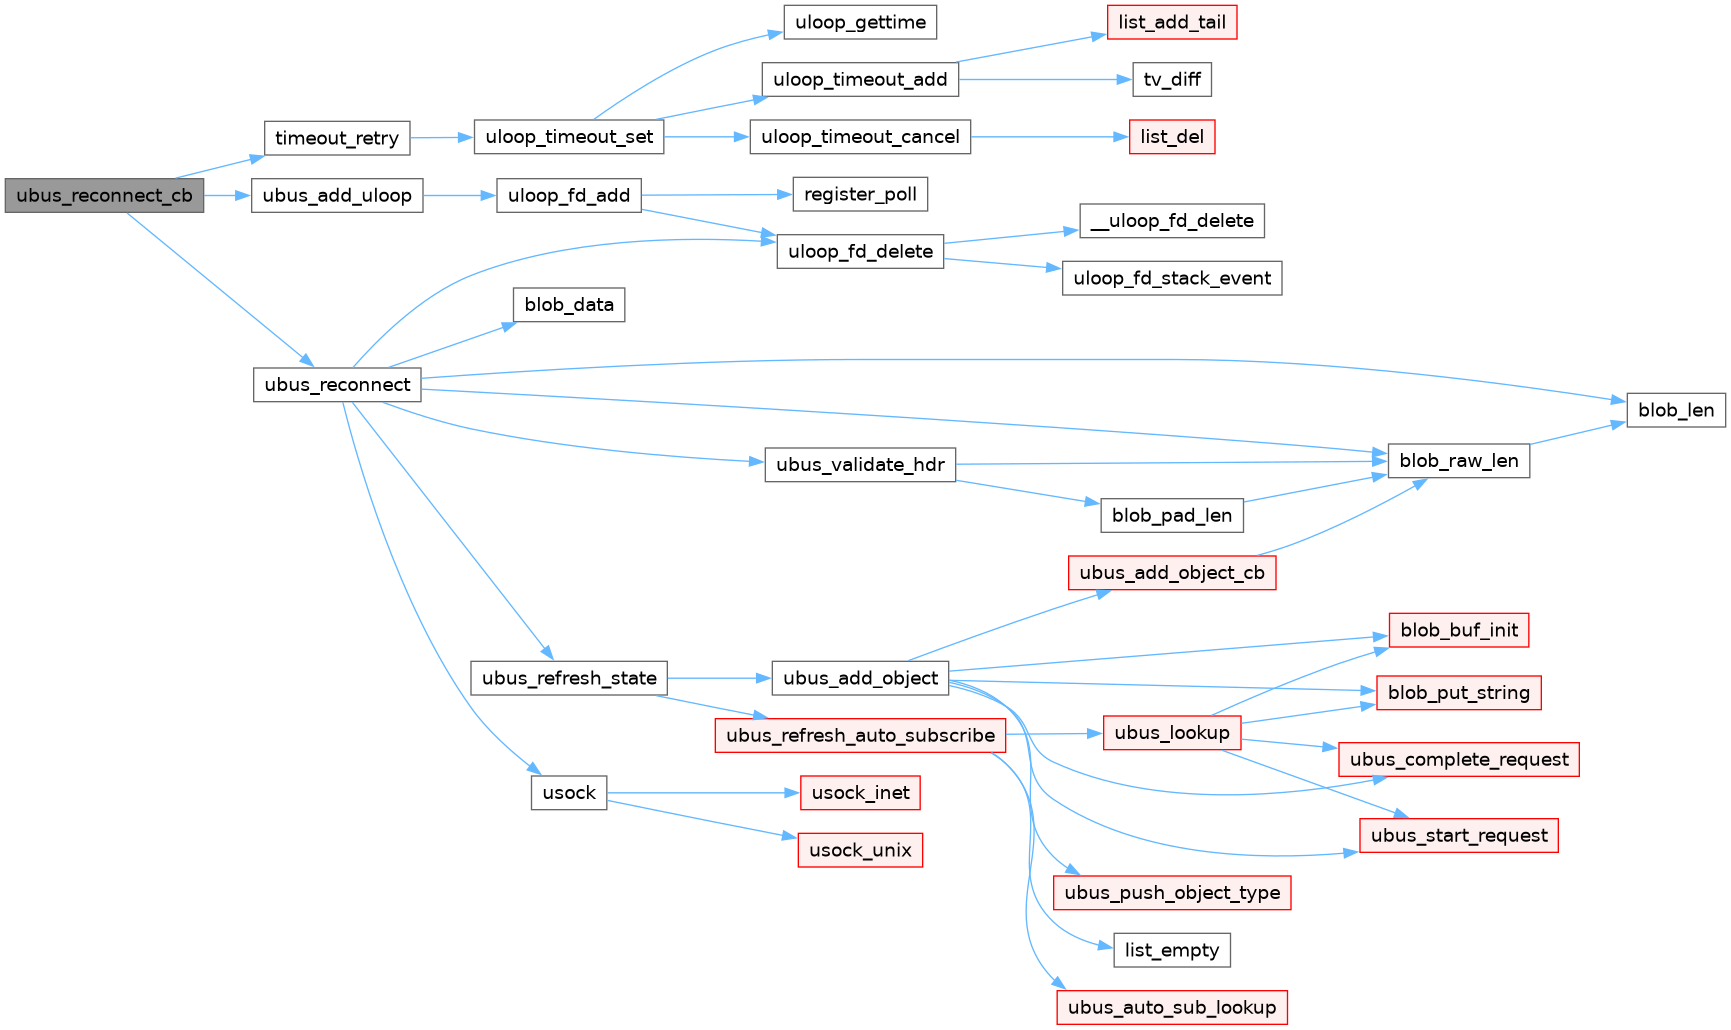 uloop_gettime
list_add_tail
uloop_timeout_add
tv_diff
timeout_retry
uloop_timeout_set
uloop_timeout_cancel
list_del
ubus_reconnect_cb
ubus_add_uloop
uloop_fd_add
register_poll
__uloop_fd_delete
uloop_fd_delete
uloop_fd_stack_event
blob_data
ubus_reconnect
blob_len
ubus_validate_hdr
blob_raw_len
blob_pad_len
ubus_add_object_cb
blob_buf_init
ubus_refresh_state
ubus_add_object
blob_put_string
ubus_refresh_auto_subscribe
ubus_lookup
ubus_complete_request
usock
usock_inet
ubus_start_request
usock_unix
ubus_push_object_type
list_empty
ubus_auto_sub_lookup